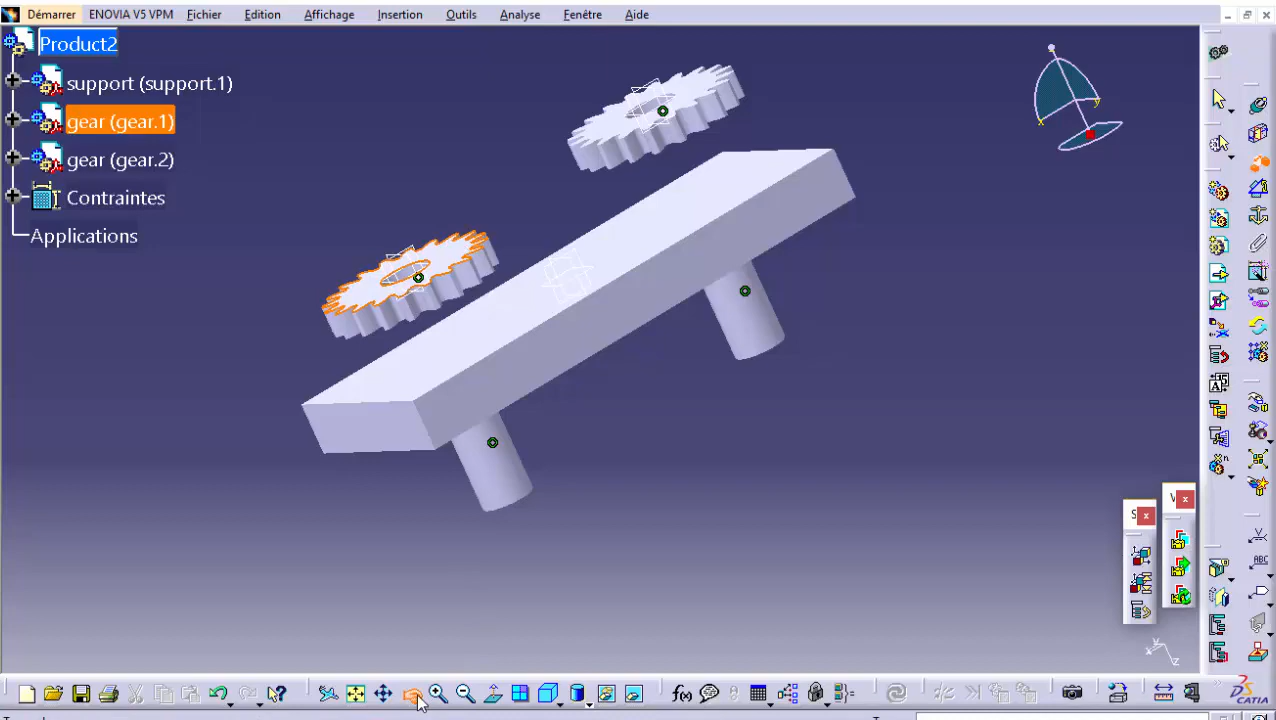 Démarrer ENOVIA V5 VPM Fichier Edition Affichage Insertion Outils Analyse Fenêtre Aide
Product2
support (support.1)
gear (gear.1)
gear (gear.2)
Contraintes
Applications
S
V
f(x)
ABC
y
z
x
CATIA